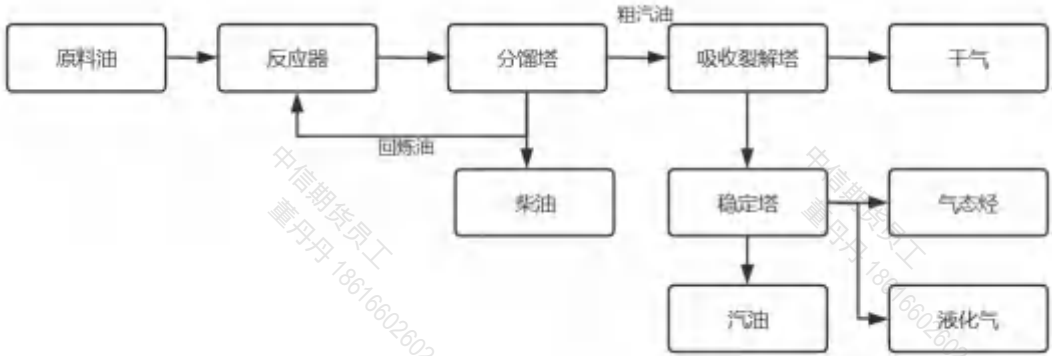 粗汽油
原料油
反应器
分馏塔
吸收裂解塔
干气
回炼油
柴油
稳定塔
气态烃
汽油
液化气
中信期货员工
董丹丹 18616602602
中信期货员工
董丹丹 18616602602